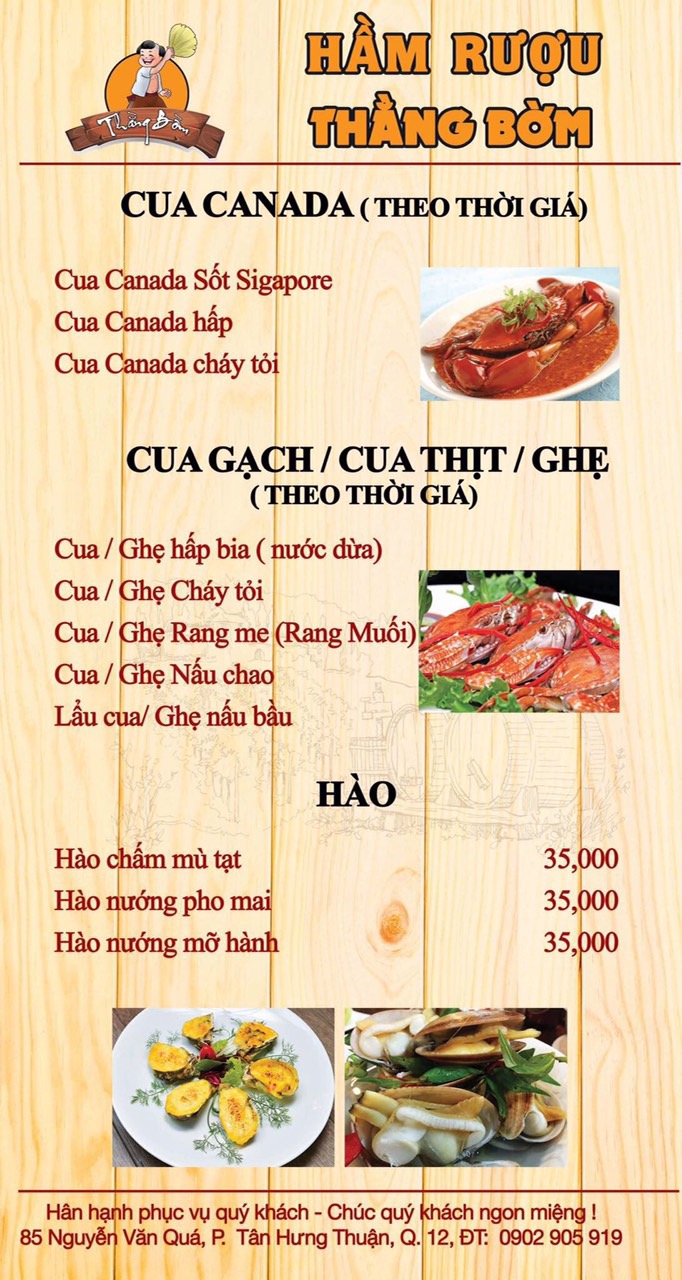 Thằng Bờm
HẦM RƯỢU
THẰNG BỜM
CUA CANADA ( THEO THỜI GIÁ)
Cua Canada Sốt Sigapore
Cua Canada hấp
Cua Canada cháy tỏi
CUA GẠCH / CUA THỊT / GHẸ
( THEO THỜI GIÁ)
Cua / Ghẹ hấp bia ( nước dừa)
Cua / Ghẹ Cháy tỏi
Cua / Ghẹ Rang me (Rang Muối)
Cua / Ghẹ Nấu chao
Lẩu cua/ Ghẹ nấu bầu
HÀO
Hào chấm mù tạt 35,000
Hào nướng pho mai 35,000
Hào nướng mỡ hành 35,000
Hân hạnh phục vụ quý khách - Chúc quý khách ngon miệng !
85 Nguyễn Văn Quá, P. Tân Hưng Thuận, Q. 12, ĐT: 0902 905 919